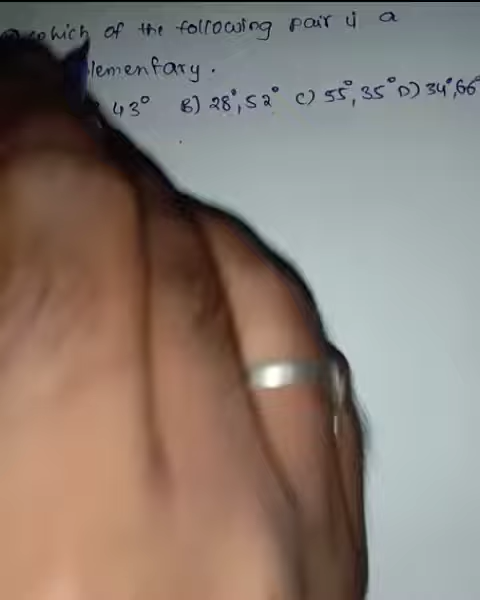 which of the following pair is a
lementary.
43° B) 28°, 52° C) 55°, 35° D) 34°, 66°